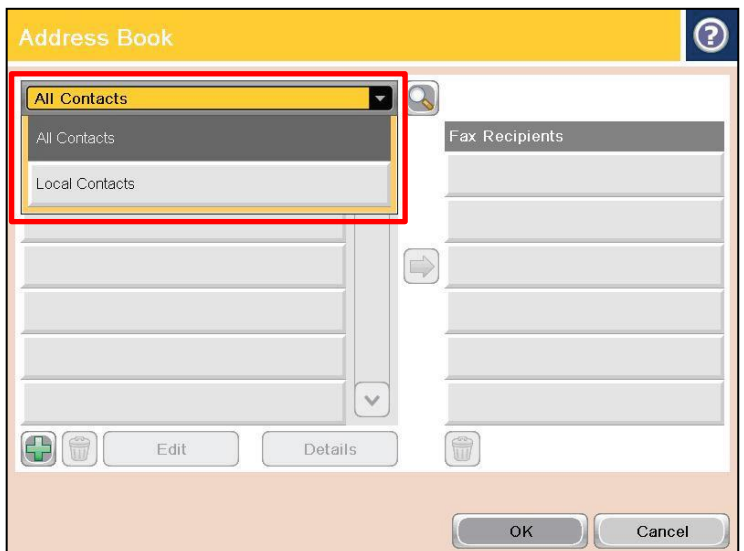 Address Book
?
All Contacts
All Contacts
Local Contacts
Fax Recipients
Edit
Details
OK
Cancel